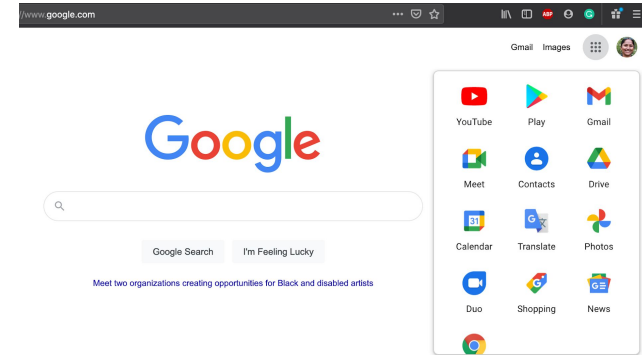 //www.google.com
ABP
G
Gmail Images
Google
Google Search I'm Feeling Lucky
Meet two organizations creating opportunities for Black and disabled artists
YouTube Play Gmail
Meet Contacts Drive
31
G
Calendar Translate Photos
G
GE
Duo Shopping News